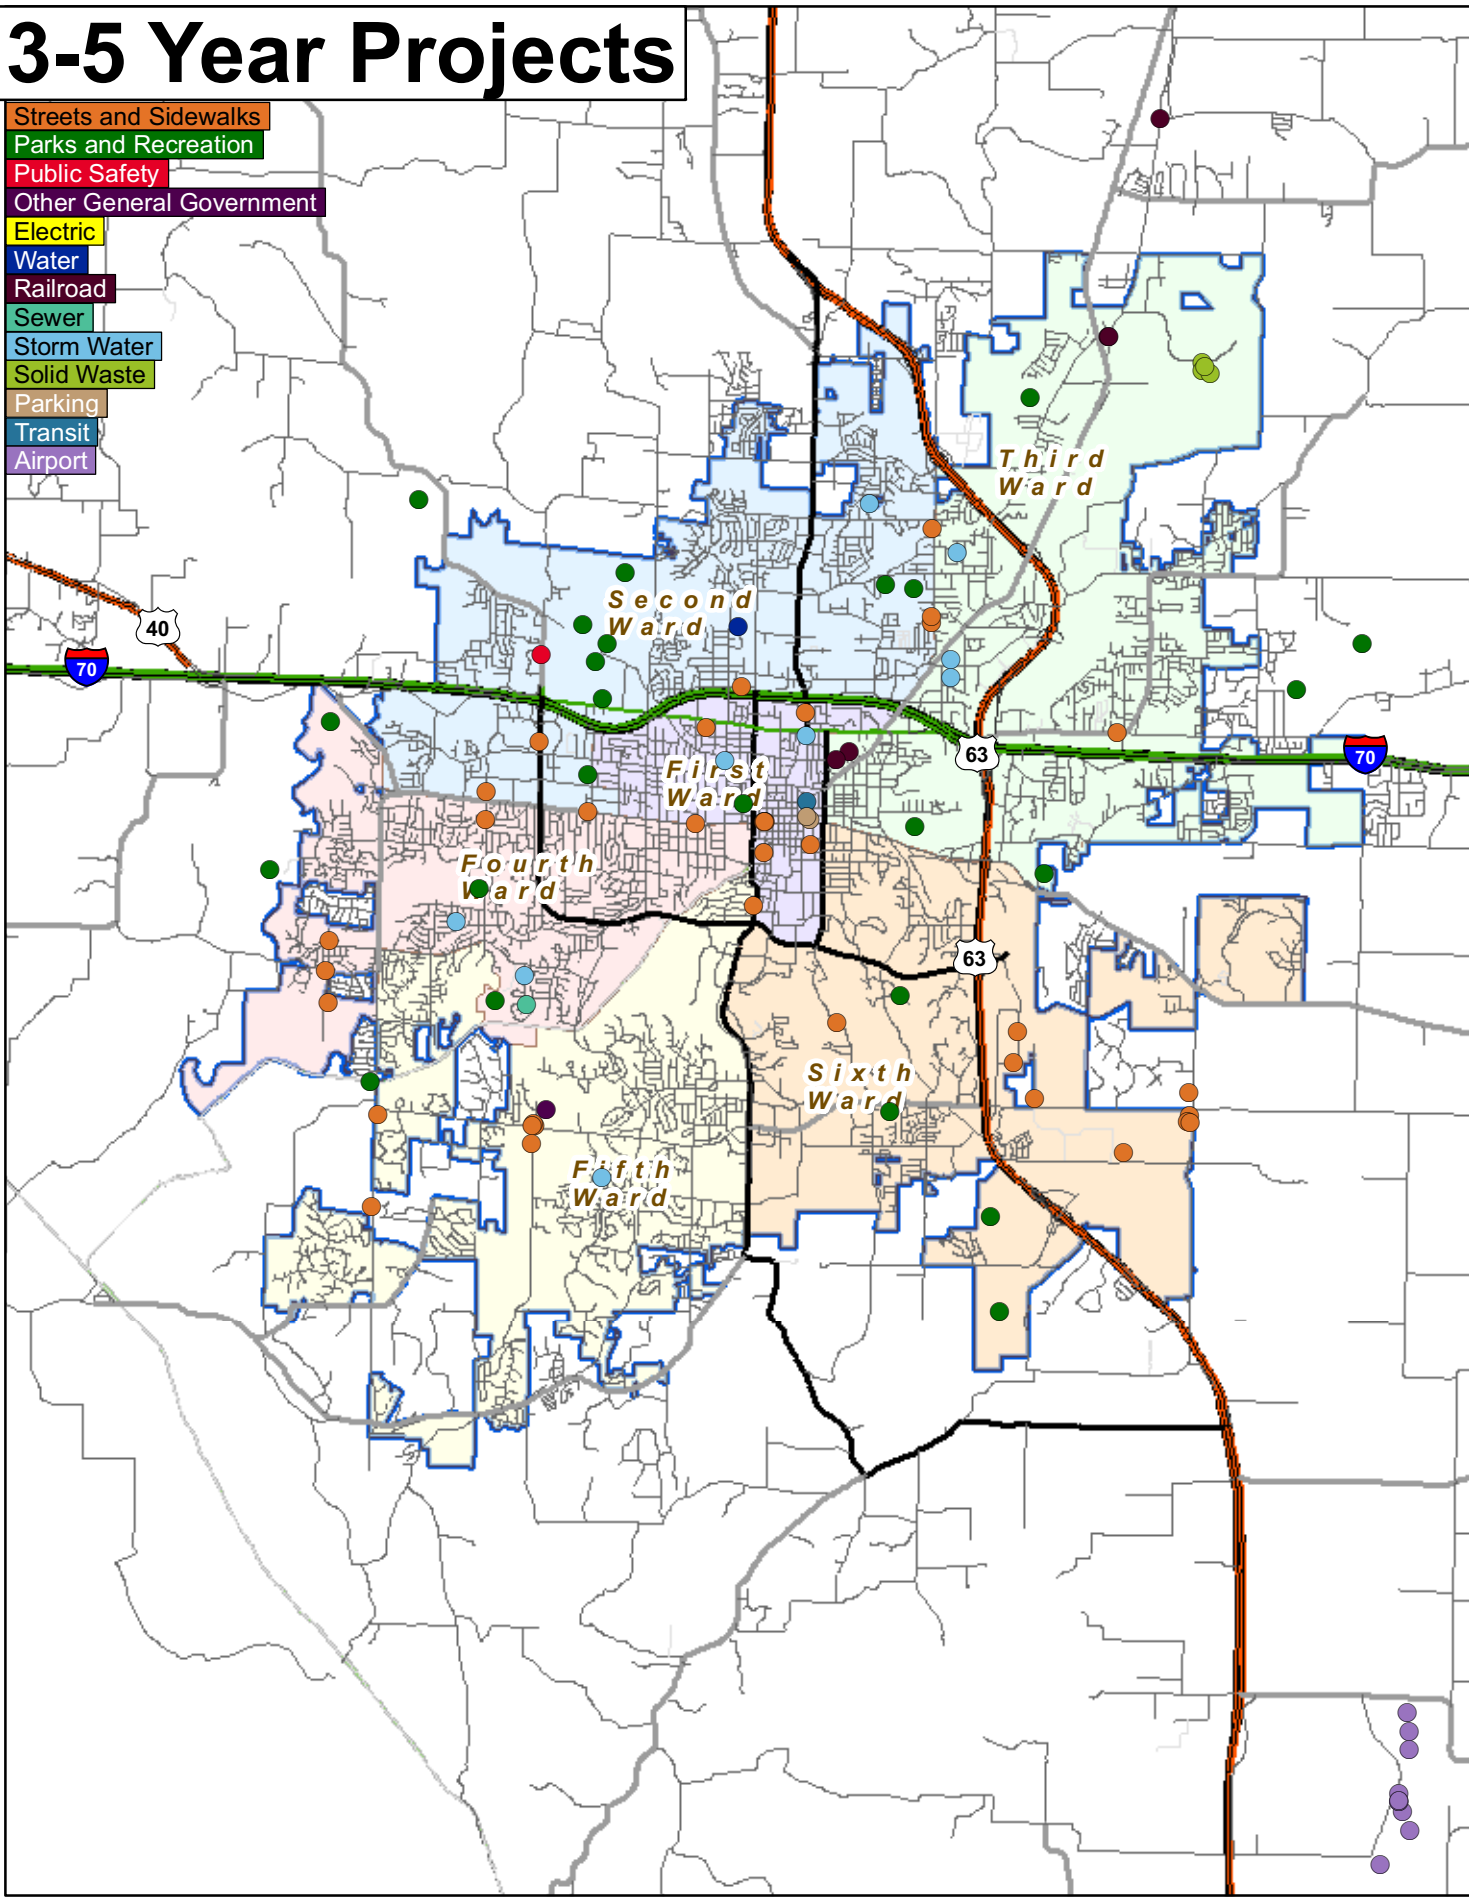 3-5 Year Projects
Streets and Sidewalks
Parks and Recreation
Public Safety
Other General Government
Electric
Water
Railroad
Sewer
Storm Water
Solid Waste
Parking
Transit
Airport
Third
Ward
Second
Ward
40
70
63
70
First
Ward
Fourth
Ward
63
Sixth
Ward
Fifth
Ward